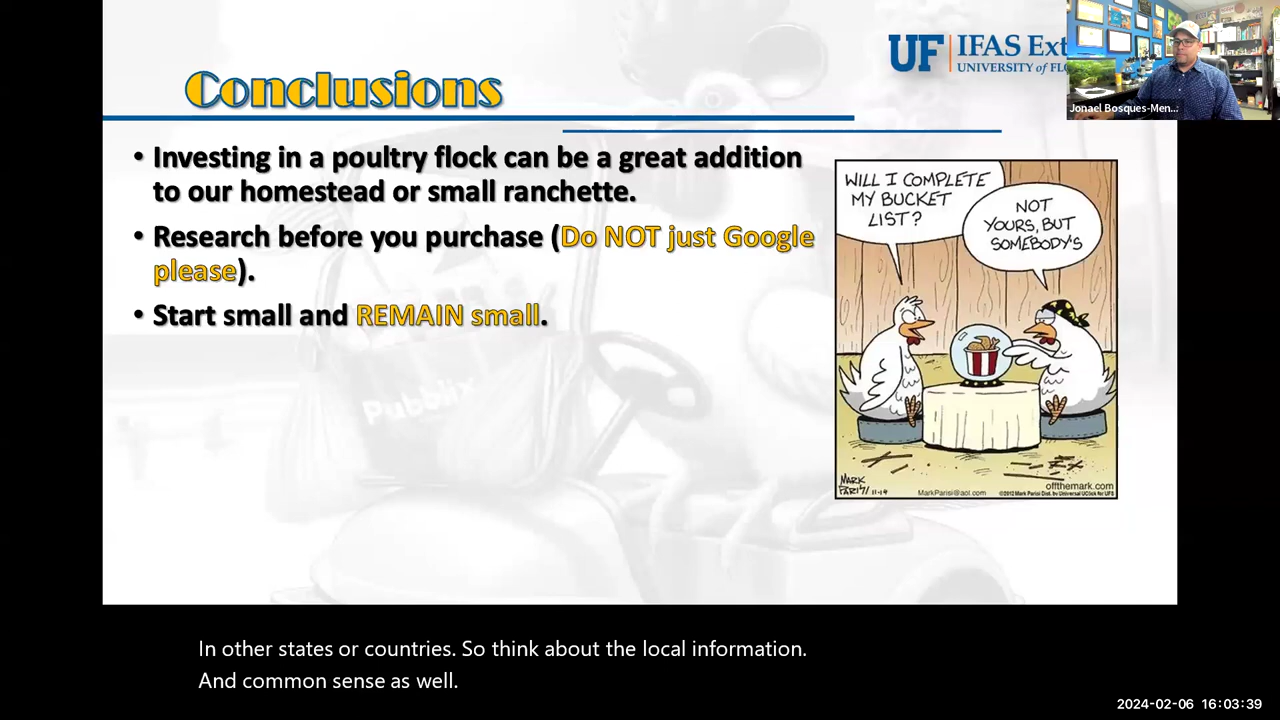 UF IFAS Ext
UNIVERSITY of FL
Jonael Bosques-Men...
Conclusions
• Investing in a poultry flock can be a great addition
to our homestead or small ranchette.
• Research before you purchase (Do NOT just Google
please).
• Start small and REMAIN small.
WILL I COMPLETE
MY BUCKET
LIST?
NOT
YOURS, BUT
SOMEBODY'S
MARK
PARISI 11-19
MarkParisi@aol.com
offthemark.com
©2012 Mark Parisi Dist. by Universal UClick for UFS
Publix
In other states or countries. So think about the local information.
And common sense as well.
2024-02-06 16:03:39